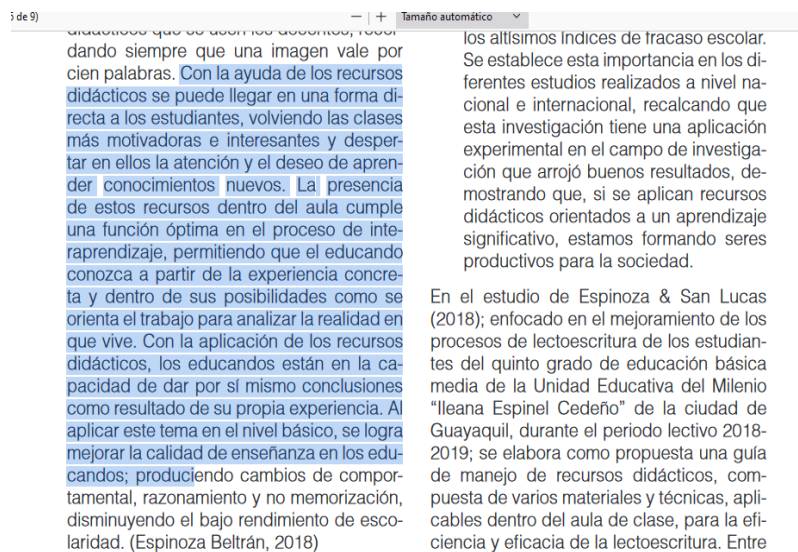 5 de 9)
— + Tamaño automático
didácticos que se usen los docentes, recor-
dando siempre que una imagen vale por
cien palabras. Con la ayuda de los recursos
didácticos se puede llegar en una forma di-
recta a los estudiantes, volviendo las clases
más motivadoras e interesantes y desper-
tar en ellos la atención y el deseo de apren-
der conocimientos nuevos. La presencia
de estos recursos dentro del aula cumple
una función óptima en el proceso de inte-
raprendizaje, permitiendo que el educando
conozca a partir de la experiencia concre-
ta y dentro de sus posibilidades como se
orienta el trabajo para analizar la realidad en
que vive. Con la aplicación de los recursos
didácticos, los educandos están en la ca-
pacidad de dar por sí mismo conclusiones
como resultado de su propia experiencia. Al
aplicar este tema en el nivel básico, se logra
mejorar la calidad de enseñanza en los edu-
candos; produciendo cambios de compor-
tamental, razonamiento y no memorización,
disminuyendo el bajo rendimiento de esco-
laridad. (Espinoza Beltrán, 2018)
los altísimos índices de fracaso escolar.
Se establece esta importancia en los di-
ferentes estudios realizados a nivel na-
cional e internacional, recalcando que
esta investigación tiene una aplicación
experimental en el campo de investiga-
ción que arrojó buenos resultados, de-
mostrando que, si se aplican recursos
didácticos orientados a un aprendizaje
significativo, estamos formando seres
productivos para la sociedad.
En el estudio de Espinoza & San Lucas
(2018); enfocado en el mejoramiento de los
procesos de lectoescritura de los estudian-
tes del quinto grado de educación básica
media de la Unidad Educativa del Milenio
“Ileana Espinel Cedeño” de la ciudad de
Guayaquil, durante el periodo lectivo 2018-
2019; se elabora como propuesta una guía
de manejo de recursos didácticos, com-
puesta de varios materiales y técnicas, apli-
cables dentro del aula de clase, para la efi-
ciencia y eficacia de la lectoescritura. Entre